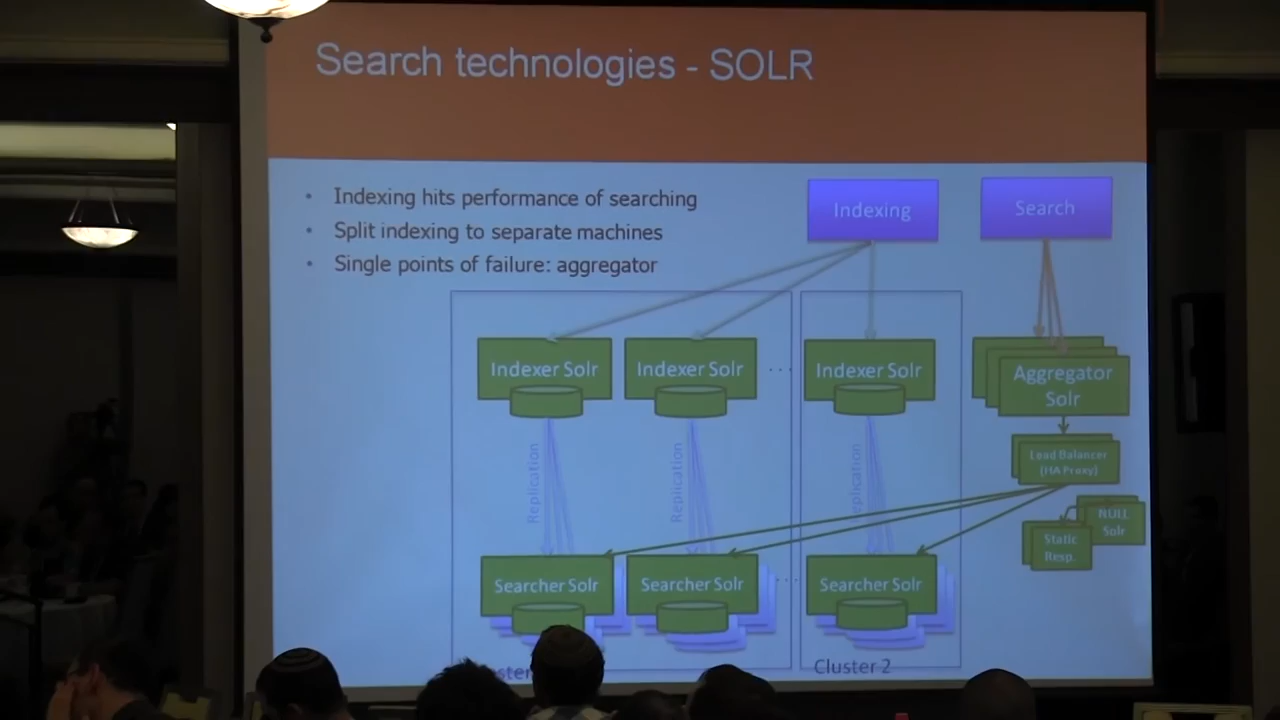 Search technologies - SOLR
• Indexing hits performance of searching
• Split indexing to separate machines
• Single points of failure: aggregator
Indexing
Search
Indexer Solr
Indexer Solr
...
Indexer Solr
Aggregator
Solr
Load Balancer
(HA Proxy)
Replication
Replication
Replication
NULL
Solr
Static
Resp.
Searcher Solr
Searcher Solr
...
Searcher Solr
Cluster 2